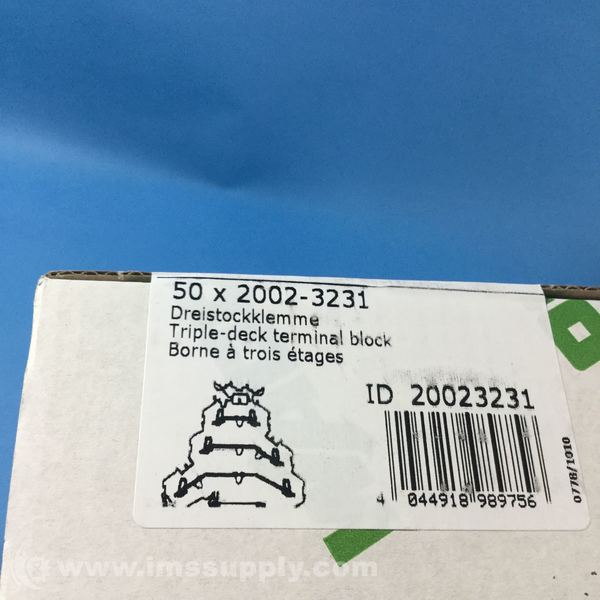 50 x 2002-3231
Dreistockklemme
Triple-deck terminal block
Borne à trois étages
ID 20023231
4 044918 989756
0778/1010
www.imssupply.com